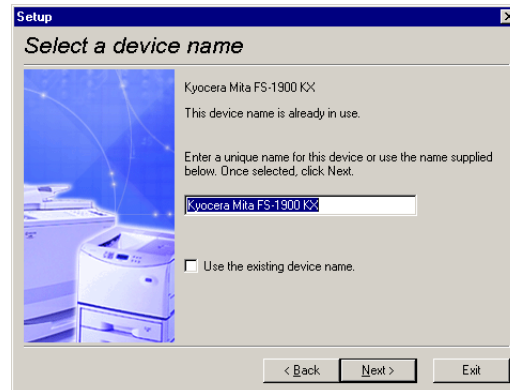 Setup
Select a device name
Kyocera Mita FS-1900 KX
This device name is already in use.
Enter a unique name for this device or use the name supplied
below. Once selected, click Next.
Kyocera Mita FS-1900 KX
Use the existing device name.
< Back
Next >
Exit